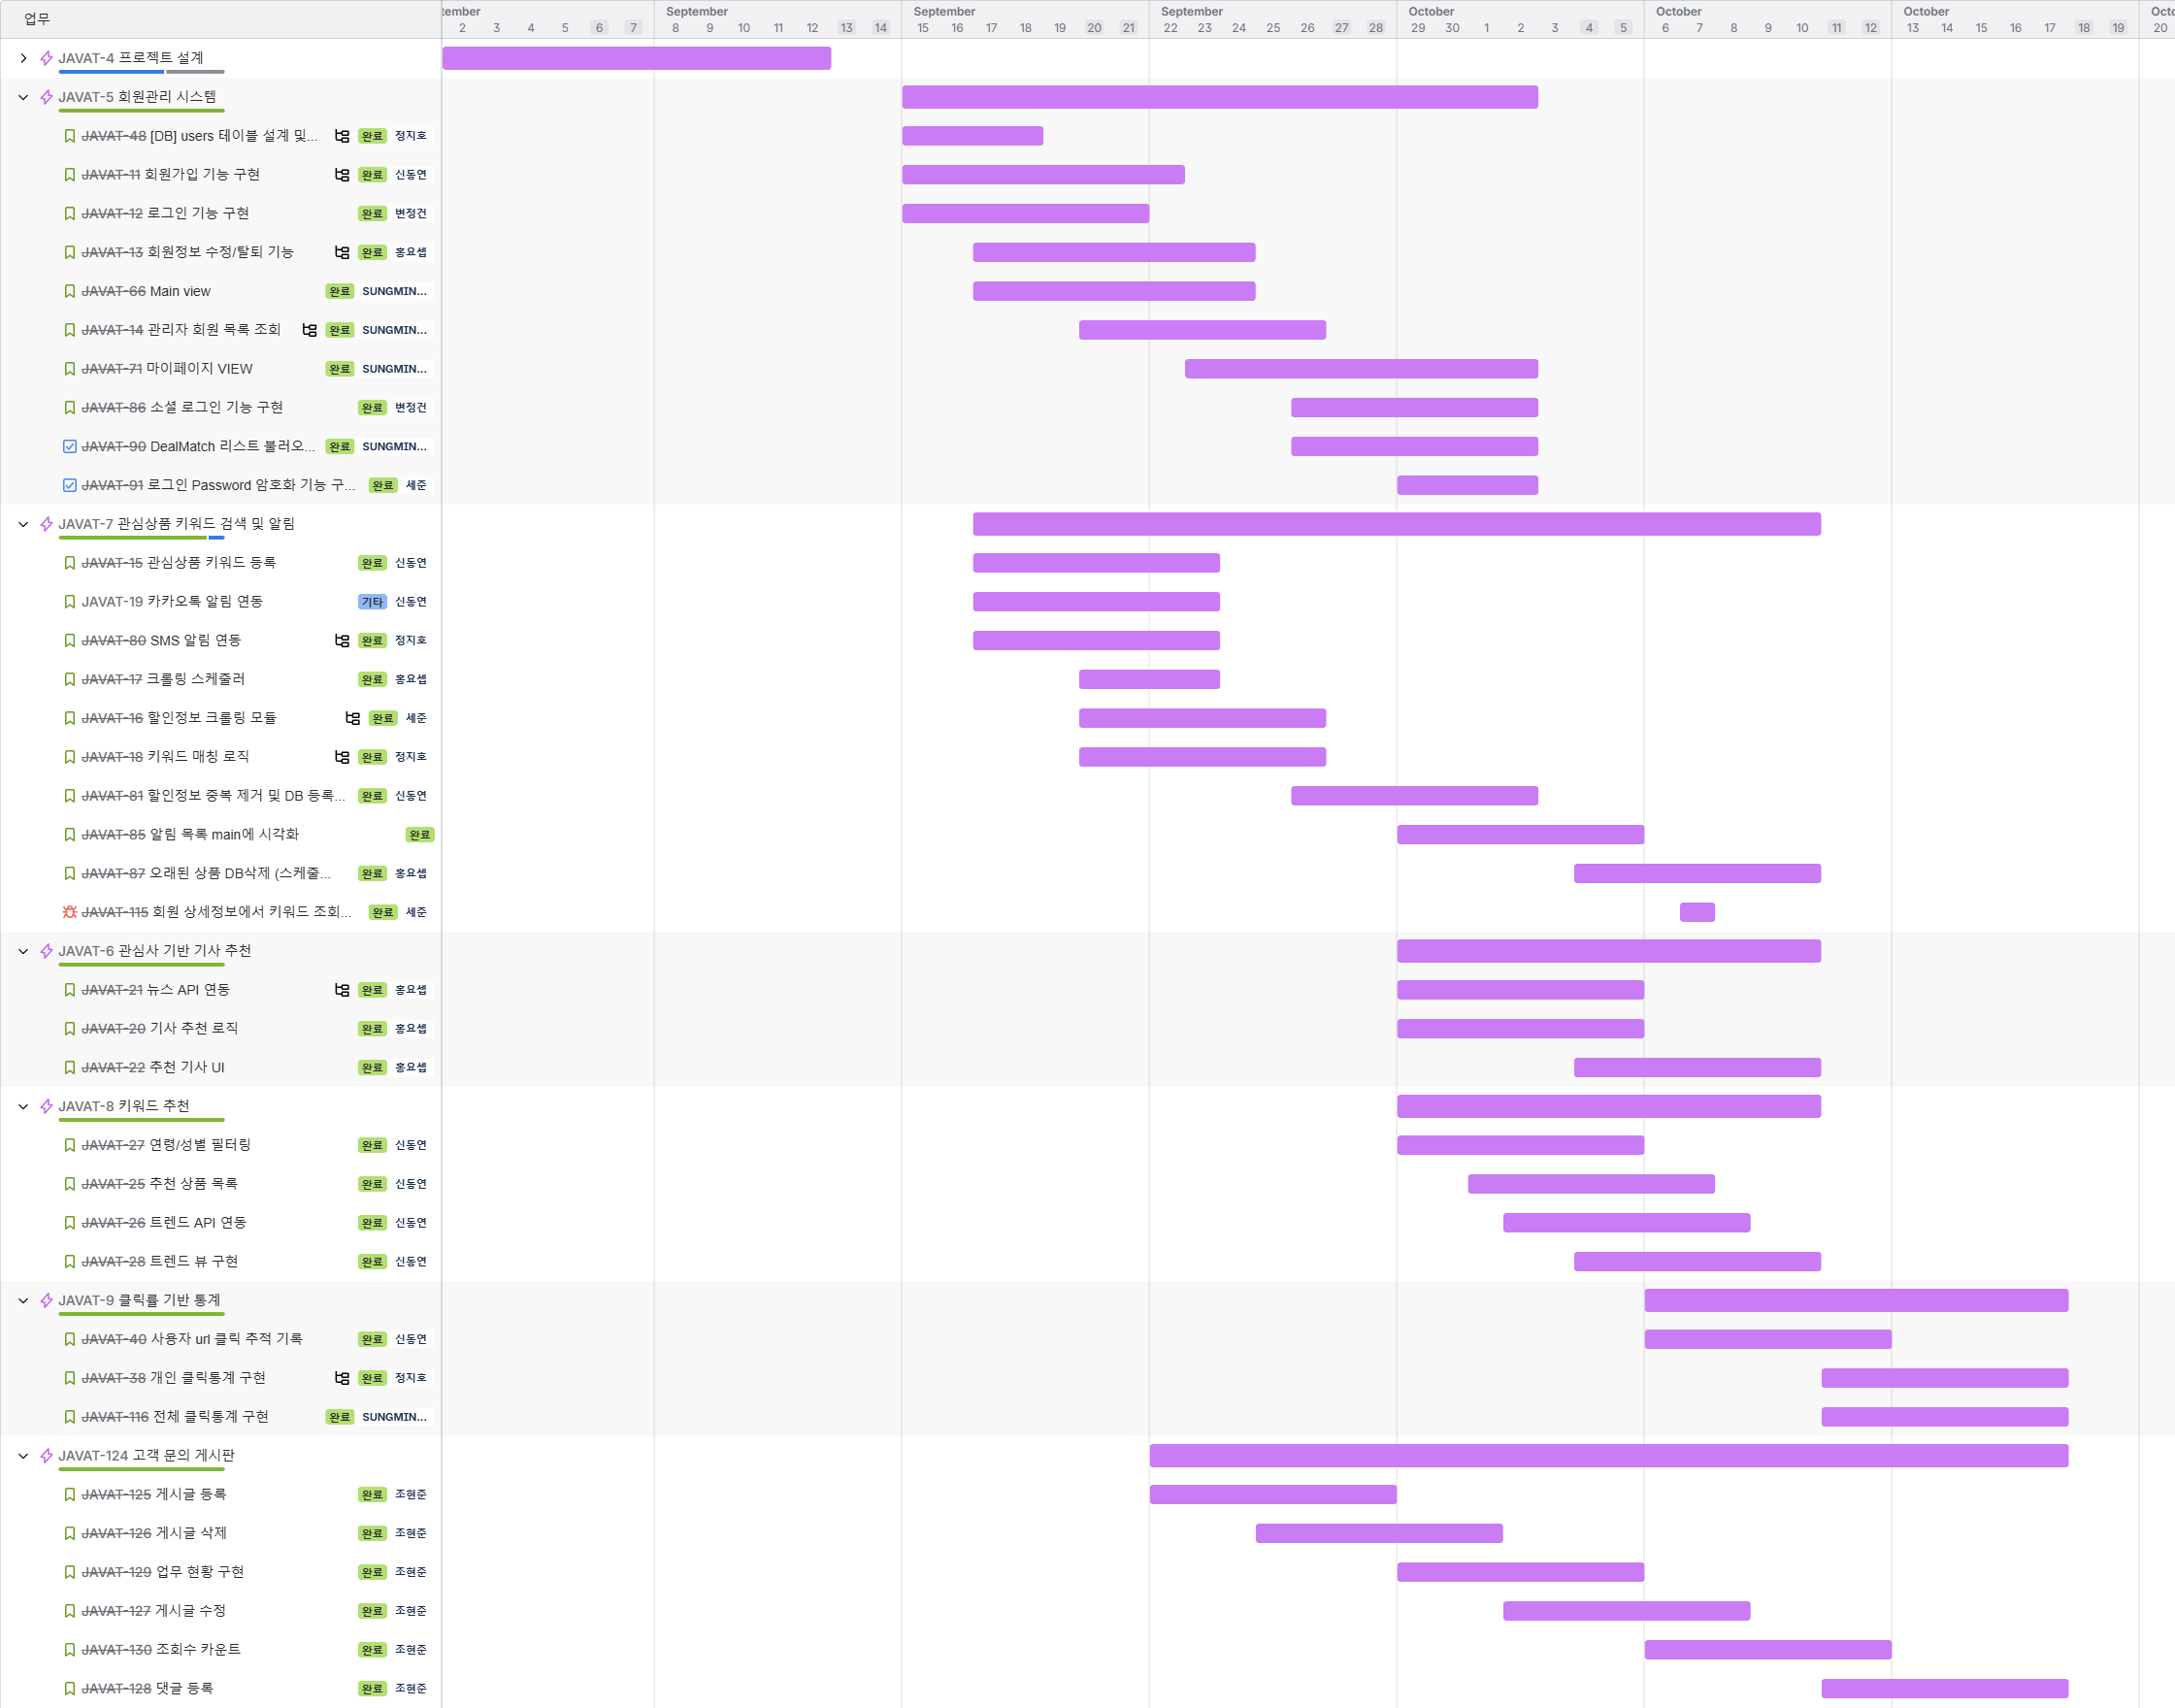 업무
tember
September
September
September
October
October
October
Octo
2 3 4 5 6 7 8 9 10 11 12 13 14 15 16 17 18 19 20 21 22 23 24 25 26 27 28 29 30 1 2 3 4 5 6 7 8 9 10 11 12 13 14 15 16 17 18 19 20
JAVAT-4 프로젝트 설계
JAVAT-5 회원관리 시스템
JAVAT-48 [DB] users 테이블 설계 및... 완료 정지호
JAVAT-11 회원가입 기능 구현 완료 신동연
JAVAT-12 로그인 기능 구현 완료 변정건
JAVAT-13 회원정보 수정/탈퇴 기능 완료 홍요셉
JAVAT-66 Main view 완료 SUNGMIN...
JAVAT-14 관리자 회원 목록 조회 완료 SUNGMIN...
JAVAT-71 마이페이지 VIEW 완료 SUNGMIN...
JAVAT-86 소셜 로그인 기능 구현 완료 변정건
JAVAT-90 DealMatch 리스트 불러오... 완료 SUNGMIN...
JAVAT-91 로그인 Password 암호화 기능 구... 완료 세준
JAVAT-7 관심상품 키워드 검색 및 알림
JAVAT-15 관심상품 키워드 등록 완료 신동연
JAVAT-19 카카오톡 알림 연동 기타 신동연
JAVAT-80 SMS 알림 연동 완료 정지호
JAVAT-17 크롤링 스케줄러 완료 홍요셉
JAVAT-16 할인정보 크롤링 모듈 완료 세준
JAVAT-18 키워드 매칭 로직 완료 정지호
JAVAT-81 할인정보 중복 제거 및 DB 등록... 완료 신동연
JAVAT-85 알림 목록 main에 시각화 완료
JAVAT-87 오래된 상품 DB삭제 (스케줄... 완료 홍요셉
JAVAT-115 회원 상세정보에서 키워드 조회... 완료 세준
JAVAT-6 관심사 기반 기사 추천
JAVAT-21 뉴스 API 연동 완료 홍요셉
JAVAT-20 기사 추천 로직 완료 홍요셉
JAVAT-22 추천 기사 UI 완료 홍요셉
JAVAT-8 키워드 추천
JAVAT-27 연령/성별 필터링 완료 신동연
JAVAT-25 추천 상품 목록 완료 신동연
JAVAT-26 트렌드 API 연동 완료 신동연
JAVAT-28 트렌드 뷰 구현 완료 신동연
JAVAT-9 클릭률 기반 통계
JAVAT-40 사용자 url 클릭 추적 기록 완료 신동연
JAVAT-38 개인 클릭통계 구현 완료 정지호
JAVAT-116 전체 클릭통계 구현 완료 SUNGMIN...
JAVAT-124 고객 문의 게시판
JAVAT-125 게시글 등록 완료 조현준
JAVAT-126 게시글 삭제 완료 조현준
JAVAT-129 업무 현황 구현 완료 조현준
JAVAT-127 게시글 수정 완료 조현준
JAVAT-130 조회수 카운트 완료 조현준
JAVAT-128 댓글 등록 완료 조현준